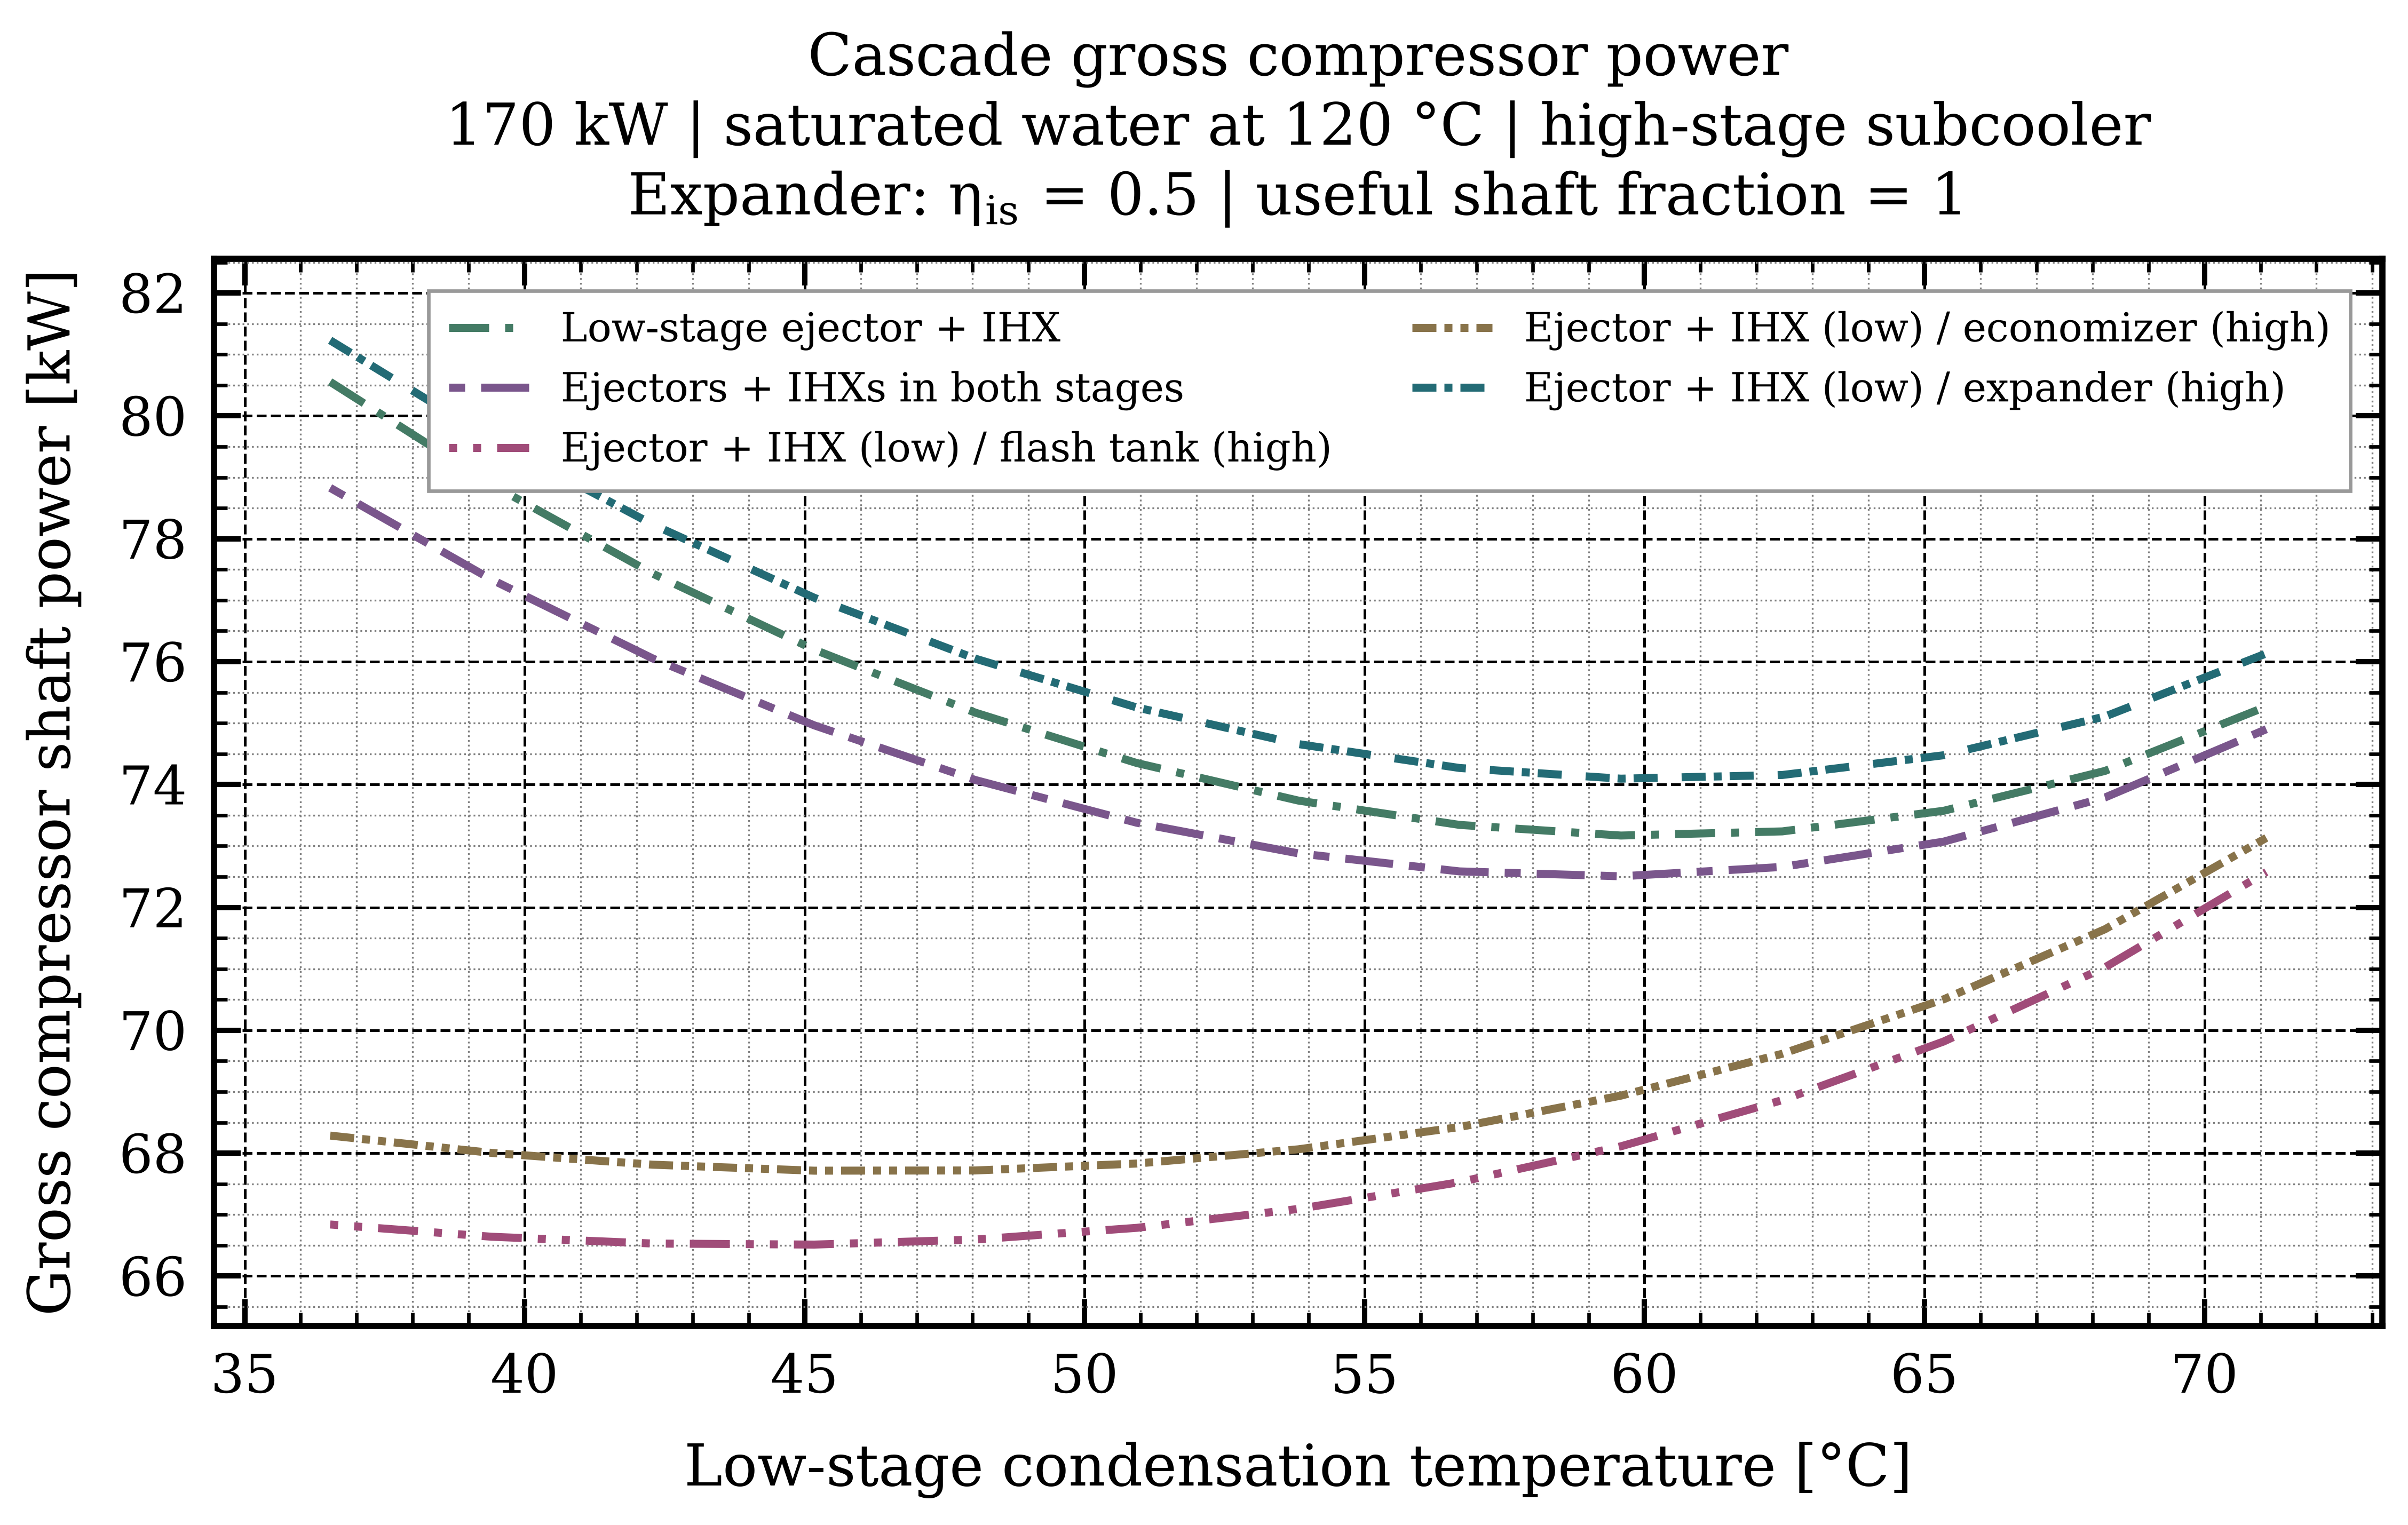 Cascade gross compressor power
170 kW | saturated water at 120 °C | high-stage subcooler
Expander: ηis = 0.5 | useful shaft fraction = 1
Gross compressor shaft power [kW]
82
80
78
76
74
72
70
68
66
Low-stage ejector + IHX
Ejectors + IHXs in both stages
Ejector + IHX (low) / flash tank (high)
Ejector + IHX (low) / economizer (high)
Ejector + IHX (low) / expander (high)
35 40 45 50 55 60 65 70
Low-stage condensation temperature [°C]